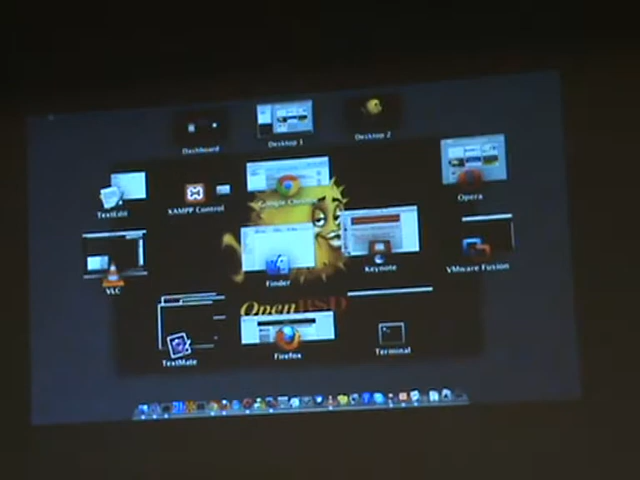 Dashboard
Desktop 1
Desktop 2
TextEdit
XAMPP Control
Google Chrome
Opera
VLC
Finder
Keynote
VMware Fusion
OpenBSD
TextMate
Firefox
Terminal